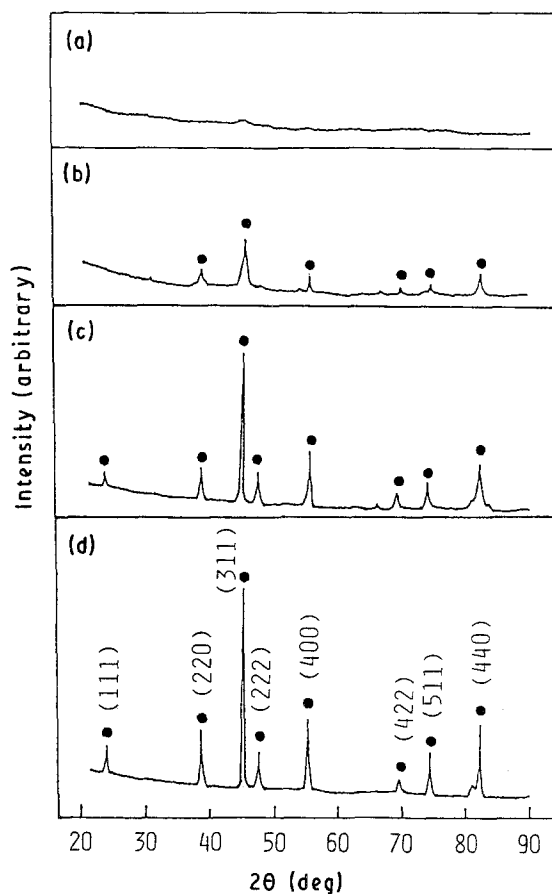 (a)
(b)
(c)
(d)
(111)
(220)
(311)
(222)
(400)
(422)
(511)
(440)
Intensity (arbitrary)
20 30 40 50 60 70 80 90
2θ (deg)